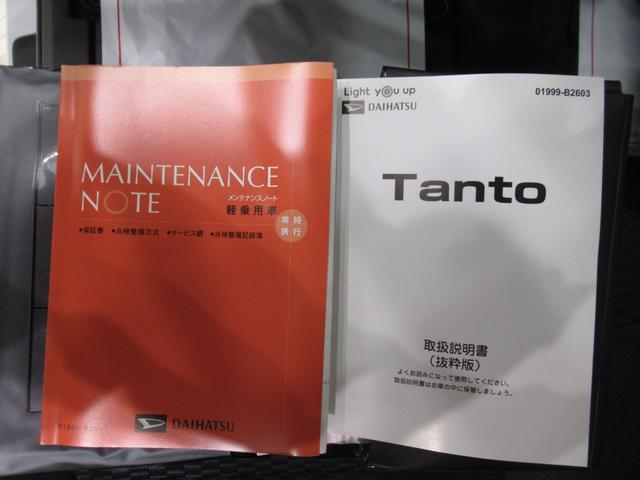 MAINTENANCE
NOTE
メンテナンスノート
軽乗用車
常時
携行
●保証書 ●点検整備方式 ●サービス網 ●点検整備記録簿
DAIHATSU
Light you up
DAIHATSU
01999-B2603
Tanto
取扱説明書
(抜粋版)
よくお読みになって使用してください。
取扱説明書はお車の中に保管しましょう。